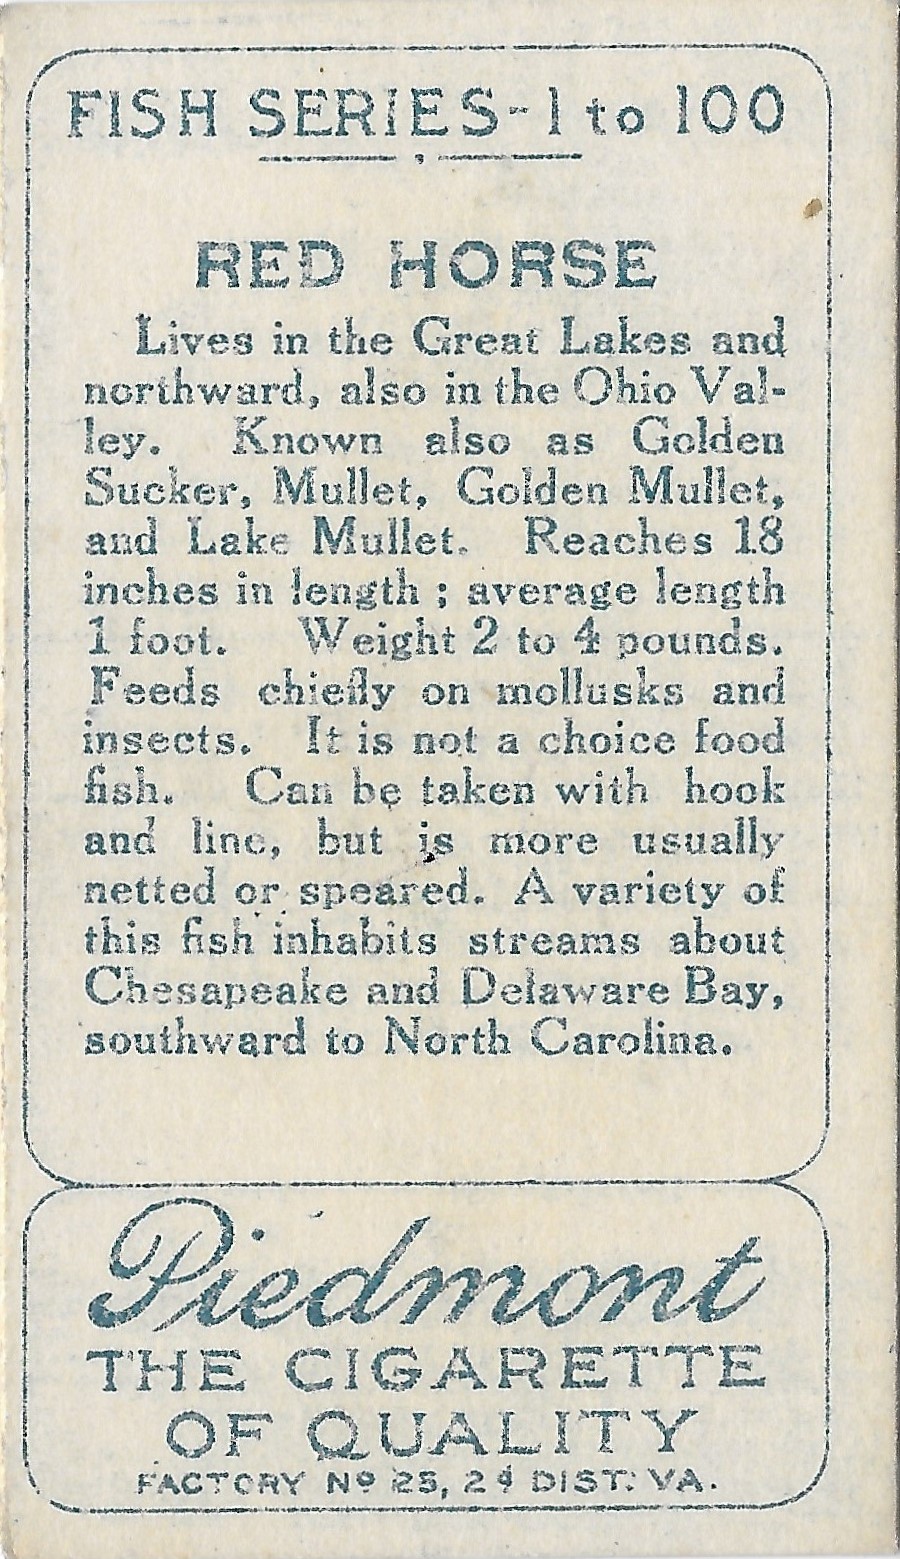 FISH SERIES-1 to 100
RED HORSE
Lives in the Great Lakes and
northward, also in the Ohio Val-
ley. Known also as Golden
Sucker, Mullet, Golden Mullet,
and Lake Mullet. Reaches 18
inches in length ; average length
1 foot. Weight 2 to 4 pounds.
Feeds chiefly on mollusks and
insects. It is not a choice food
fish. Can be taken with hook
and line, but is more usually
netted or speared. A variety of
this fish inhabits streams about
Chesapeake and Delaware Bay,
southward to North Carolina.
Piedmont
THE CIGARETTE
OF QUALITY
FACTORY Nº 25, 2d DIST. VA.